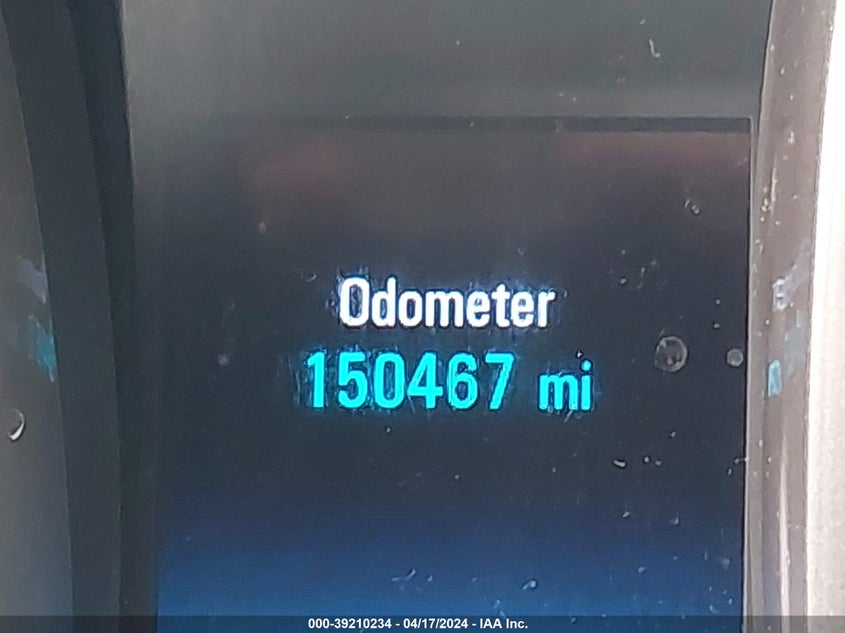 Odometer
150467 mi
000-39210234 - 04/17/2024 - IAA Inc.